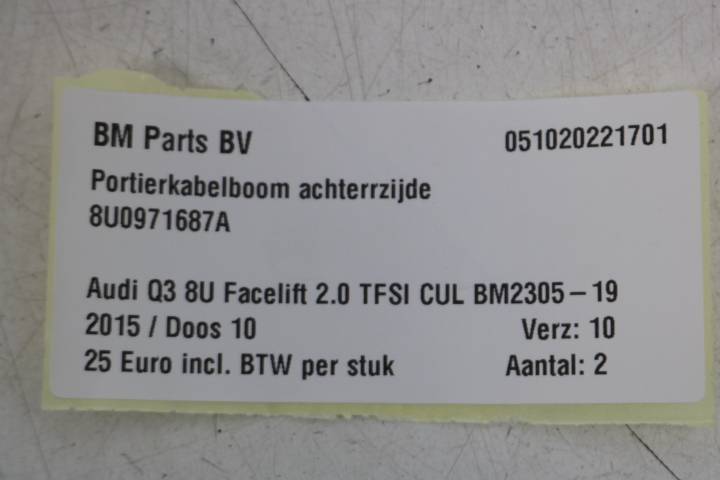 BM Parts BV 051020221701
Portierkabelboom achterrzijde
8U0971687A
Audi Q3 8U Facelift 2.0 TFSI CUL BM2305-19
2015 / Doos 10 Verz: 10
25 Euro incl. BTW per stuk Aantal: 2